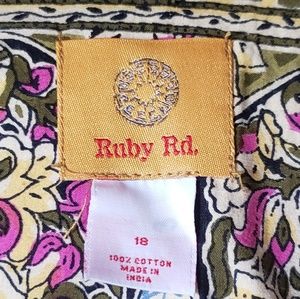 Ruby Rd.
18
100% COTTON
MADE IN
INDIA